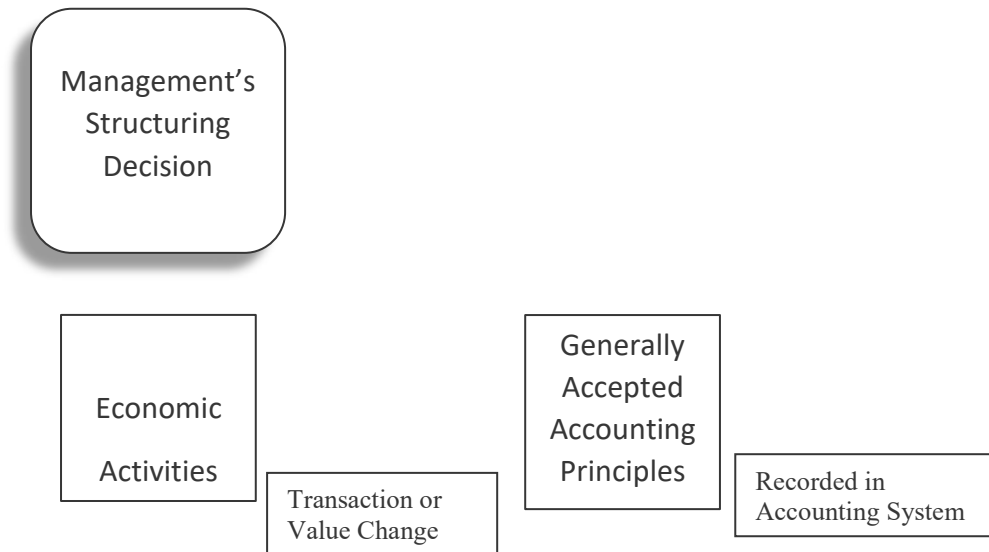 Management’s
Structuring
Decision
Economic
Activities
Transaction or
Value Change
Generally
Accepted
Accounting
Principles
Recorded in
Accounting System